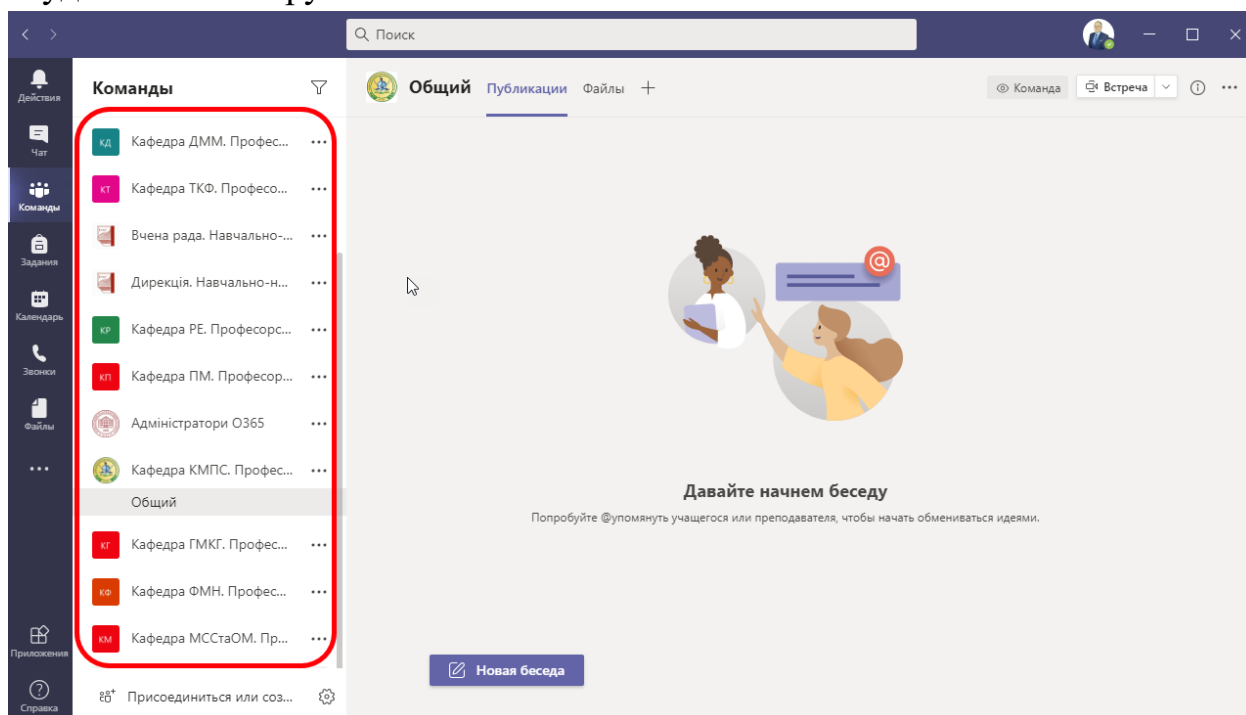 Поиск
Действия
Чат
Команды
Задания
Календарь
Звонки
Файлы
Приложения
Справка
Команды
КД Кафедра ДММ. Професс...
КТ Кафедра ТКФ. Професо...
Вчена рада. Навчально-...
Дирекція. Навчально-н...
КР Кафедра РЕ. Професорс...
КП Кафедра ПМ. Професор...
Адміністратори О365
Кафедра КМПС. Профес...
Общий
КГ Кафедра ГМКГ. Профес...
КФ Кафедра ФМН. Профес...
КМ Кафедра МССтаОМ. Пр...
Присоединиться или соз...
Общий Публикации Файлы
Команда Встреча
@
Давайте начнем беседу
Попробуйте @упомянуть учащегося или преподавателя, чтобы начать обмениваться идеями.
Новая беседа